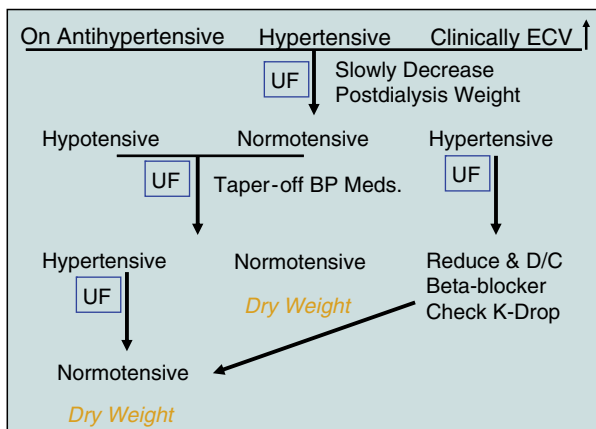 On Antihypertensive Hypertensive Clinically ECV
UF Slowly Decrease
Postdialysis Weight
Hypotensive Normotensive Hypertensive
UF Taper-off BP Meds. UF
Hypertensive Normotensive Reduce & D/C
UF Dry Weight Beta-blocker
Check K-Drop
Normotensive
Dry Weight